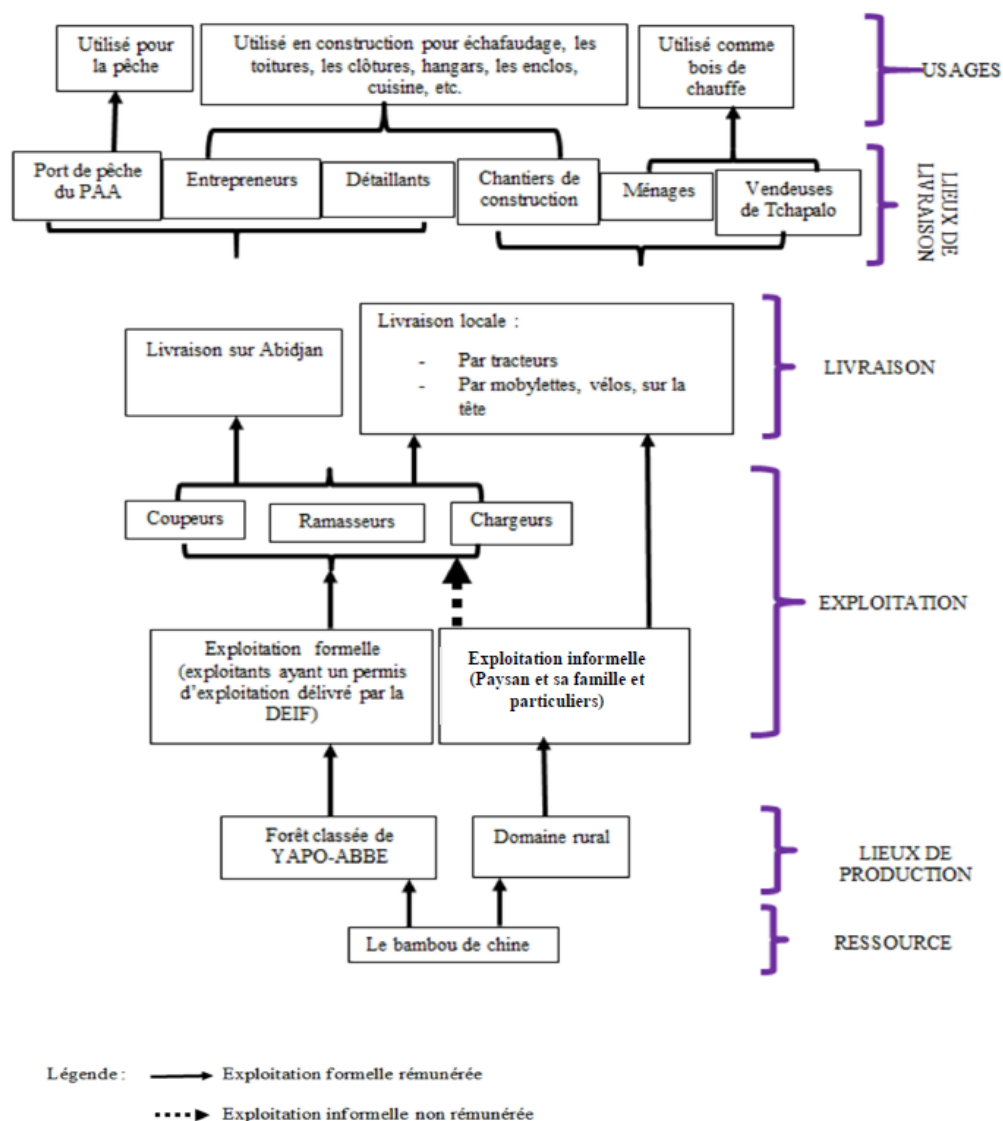 Utilisé pour
la pêche
Utilisé en construction pour échafaudage, les
toitures, les clôtures, hangars, les enclos,
cuisine, etc.
Utilisé comme
bois de
chauffe
USAGES
Port de pêche
du PAA
Entrepreneurs
Détaillants
Chantiers de
construction
Ménages
Vendeuses
de Tchapalo
LIEUX DE
LIVRAISON
Livraison sur Abidjan
Livraison locale :
- Par tracteurs
- Par mobylettes, vélos, sur la
tête
LIVRAISON
Coupeurs
Ramasseurs
Chargeurs
EXPLOITATION
Exploitation formelle
(exploitants ayant un permis
d'exploitation délivré par la
DEIF)
Exploitation informelle
(Paysan et sa famille et
particuliers)
Forêt classée de
YAPO-ABBE
Domaine rural
LIEUX DE
PRODUCTION
Le bambou de chine
RESSOURCE
Légende :
Exploitation formelle rémunérée
Exploitation informelle non rémunérée